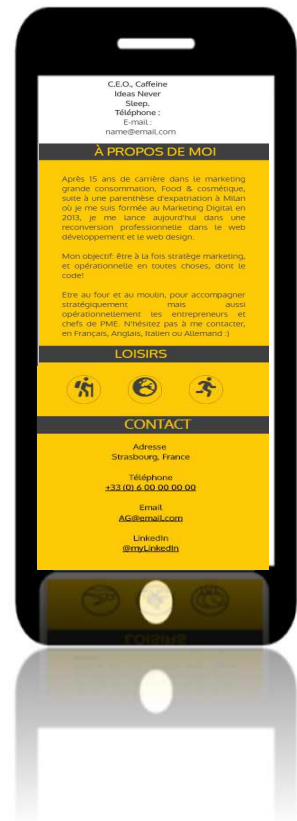 C.E.O., Caffeine
Ideas Never
Sleep.
Téléphone :
E-mail :
name@email.com
À PROPOS DE MOI
Après 15 ans de carrière dans le marketing
grande consommation, Food & cosmétique,
suite à une parenthèse d'expatriation à Milan
où je me suis formée au Marketing Digital en
2013, je me lance aujourd'hui dans une
reconversion professionnelle dans le web
développement et le web design.
Mon objectif: être à la fois stratège marketing,
et opérationnelle en toutes choses, dont le
code!
Etre au four et au moulin, pour accompagner
stratégiquement mais aussi
opérationnellement les entrepreneurs et
chefs de PME. N'hésitez pas à me contacter,
en Français, Anglais, Italien ou Allemand :)
LOISIRS
CONTACT
Adresse
Strasbourg, France
Téléphone
+33 (0) 6 00 00 00 00
Email
AG@email.com
LinkedIn
@myLinkedIn
LOISIRS